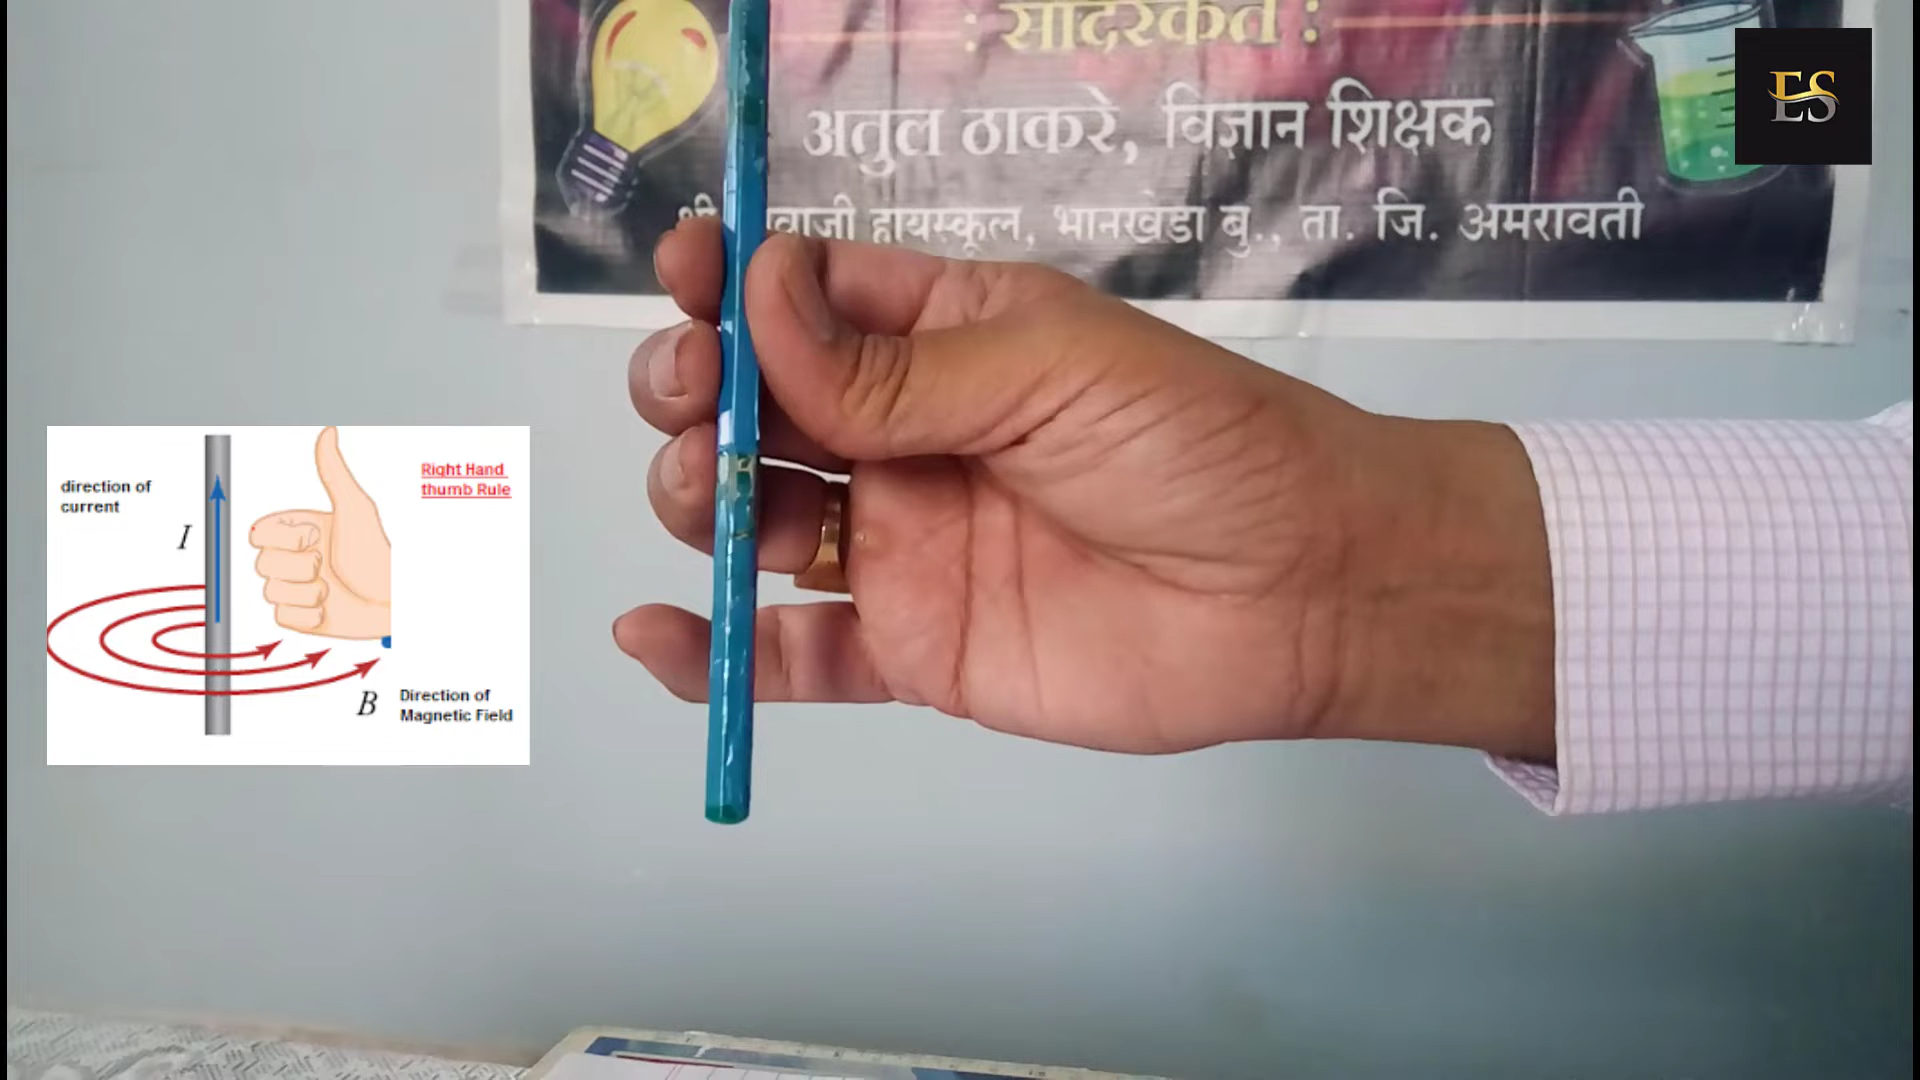 : सादरकर्ता :
अतुल ठाकरे, विज्ञान शिक्षक
हायस्कूल, भानखेडा बु., ता. जि. अमरावती
ES
direction of
current
I
Right Hand
thumb Rule
B
Direction of
Magnetic Field